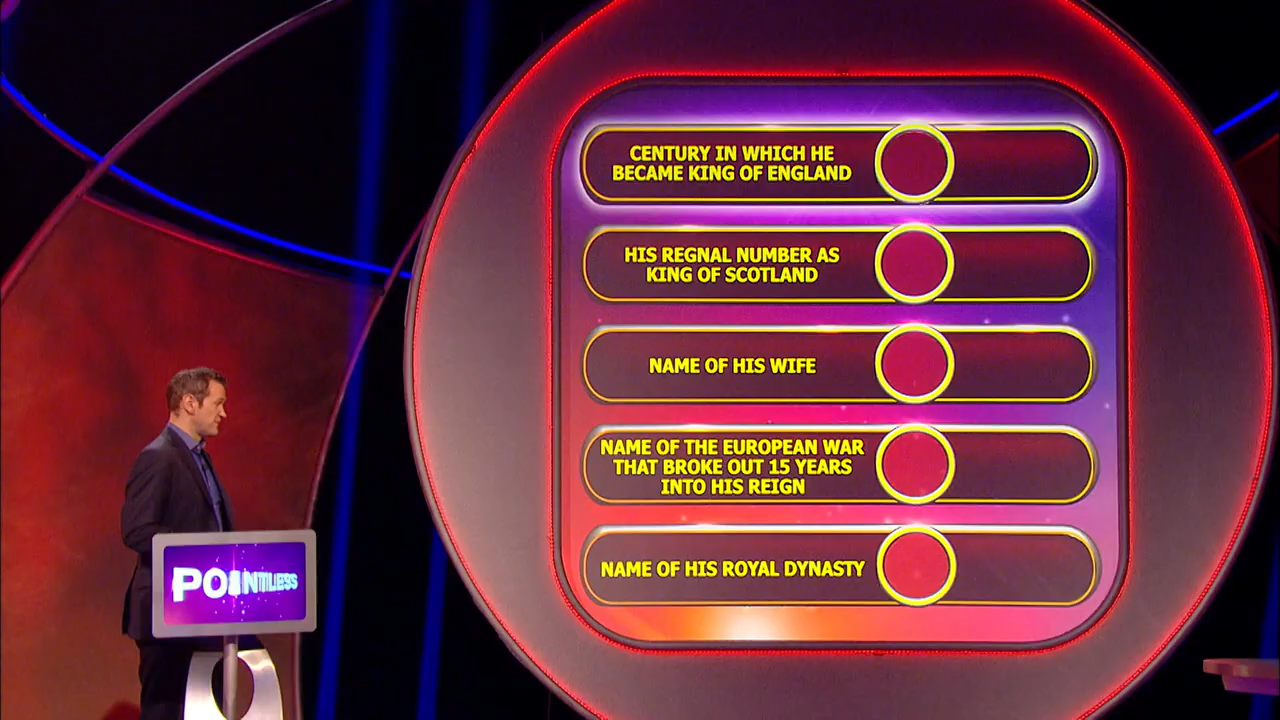 CENTURY IN WHICH HE
BECAME KING OF ENGLAND
HIS REGNAL NUMBER AS
KING OF SCOTLAND
NAME OF HIS WIFE
NAME OF THE EUROPEAN WAR
THAT BROKE OUT 15 YEARS
INTO HIS REIGN
NAME OF HIS ROYAL DYNASTY
POINTLESS